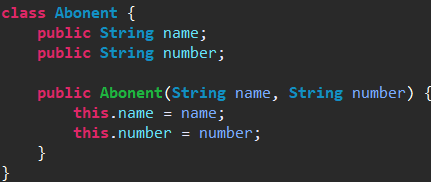 class Abonent {
    public String name;
    public String number;

    public Abonent(String name, String number) {
        this.name = name;
        this.number = number;
    }
}